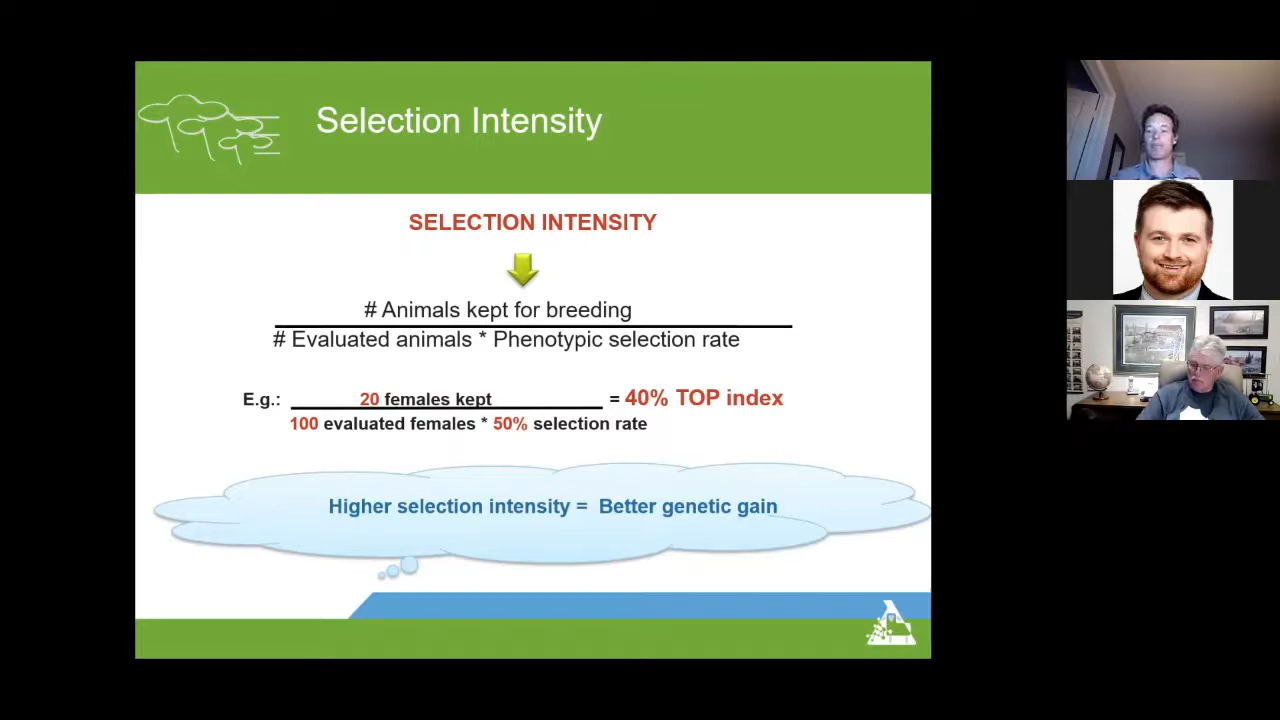 Selection Intensity
SELECTION INTENSITY
# Animals kept for breeding
# Evaluated animals * Phenotypic selection rate
E.g.: 20 females kept = 40% TOP index
100 evaluated females * 50% selection rate
Higher selection intensity = Better genetic gain